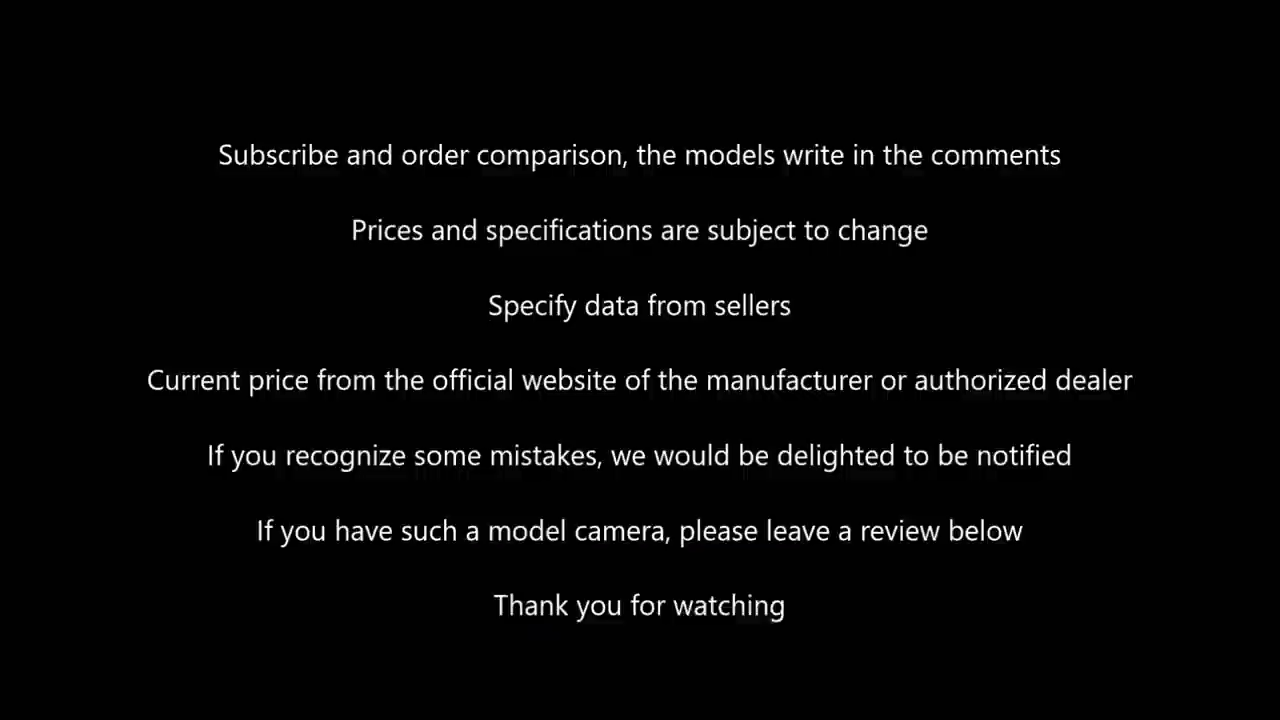 Subscribe and order comparison, the models write in the comments
Prices and specifications are subject to change
Specify data from sellers
Current price from the official website of the manufacturer or authorized dealer
If you recognize some mistakes, we would be delighted to be notified
If you have such a model camera, please leave a review below
Thank you for watching